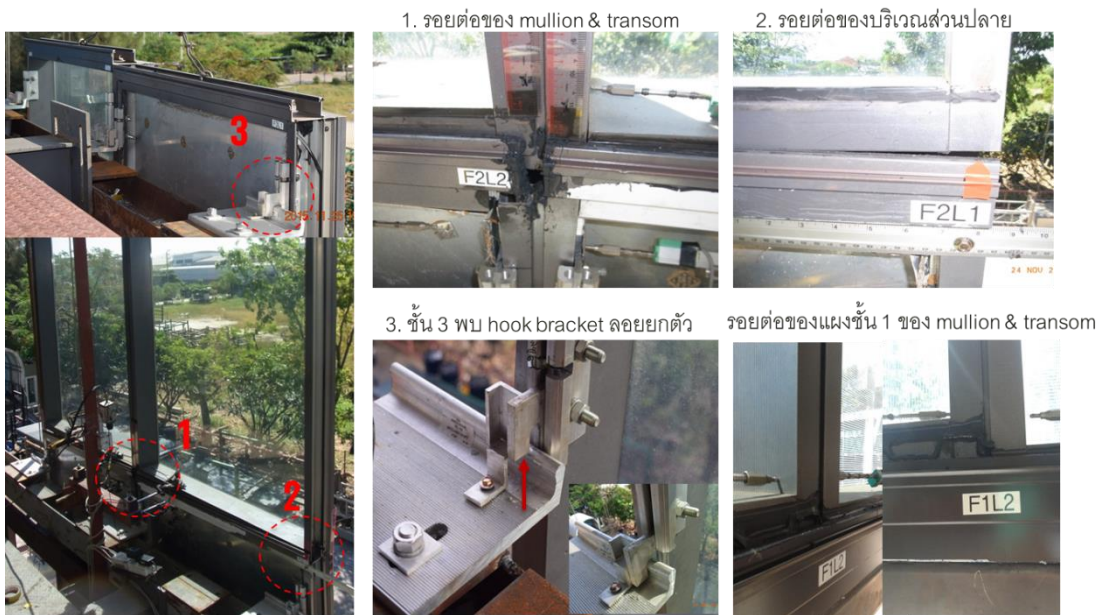 1. รอยต่อของ mullion & transom
2. รอยต่อของบริเวณส่วนปลาย
3
F2L1
F2L2
F2L1
24 NOV 2
1
2
3. ชั้น 3 พบ hook bracket ลอยยกตัว
รอยต่อของแผงชั้น 1 ของ mullion & transom
F1L2
F1L2